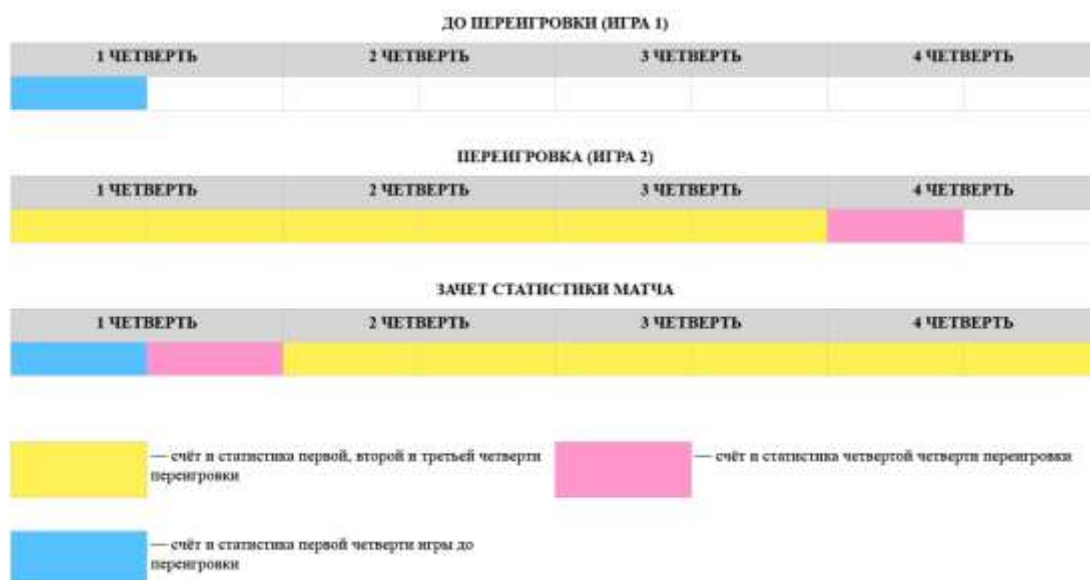 ДО ПЕРЕИГРОВКИ (ИГРА 1)
1 ЧЕТВЕРТЬ 2 ЧЕТВЕРТЬ 3 ЧЕТВЕРТЬ 4 ЧЕТВЕРТЬ
ПЕРЕИГРОВКА (ИГРА 2)
1 ЧЕТВЕРТЬ 2 ЧЕТВЕРТЬ 3 ЧЕТВЕРТЬ 4 ЧЕТВЕРТЬ
ЗАЧЕТ СТАТИСТИКИ МАТЧА
1 ЧЕТВЕРТЬ 2 ЧЕТВЕРТЬ 3 ЧЕТВЕРТЬ 4 ЧЕТВЕРТЬ
— счёт и статистика первой, второй и третьей четверти
переигровки
— счёт и статистика четвертой четверти переигровки
— счёт и статистика первой четверти игры до
переигровки